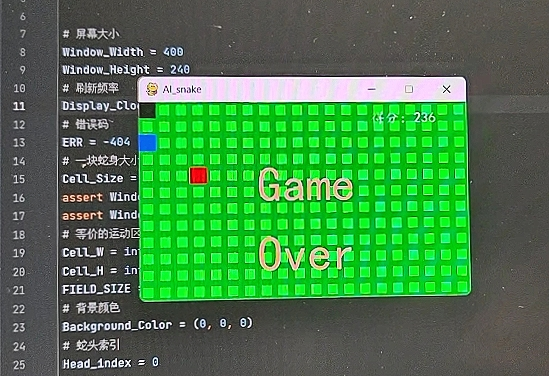 6
7 # 屏幕大小
8 Window_Width = 400
9 Window_Height = 240
10 # 刷新频率
11 Display_Clo
12 # 错误码
13 ERR = -404
14 # 一块蛇身大小
15 Cell_Size =
16 assert Wind
17 assert Wind
18 # 等价的运动区
19 Cell_W = in
20 Cell_H = in
21 FIELD_SIZE
22 # 背景颜色
23 Background_Color = (0, 0, 0)
24 # 蛇头索引
25 Head_index = 0
AI_snake
得分: 236
Game
Over